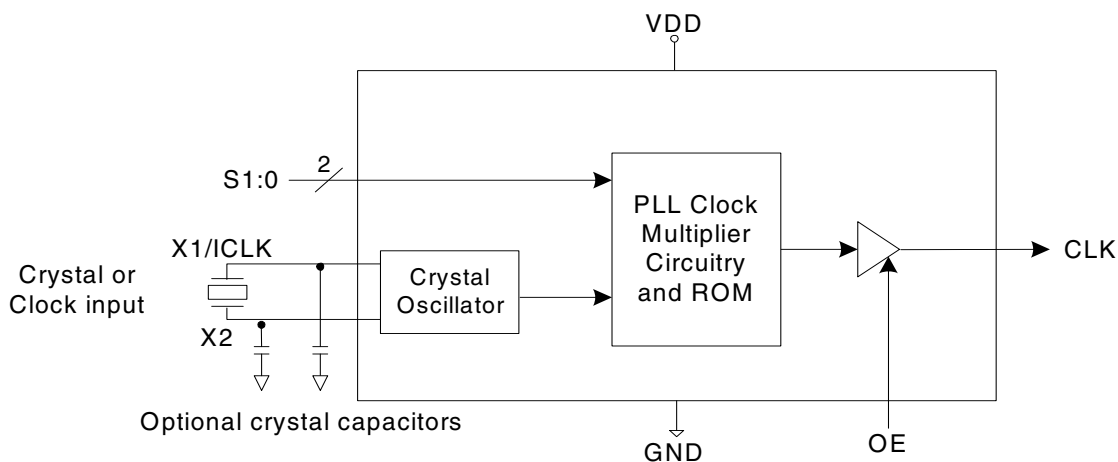 VDD
2
S1:0
PLL Clock
Multiplier
Circuitry
and ROM
X1/ICLK
CLK
Crystal or
Clock input
Crystal
Oscillator
X2
Optional crystal capacitors
GND
OE